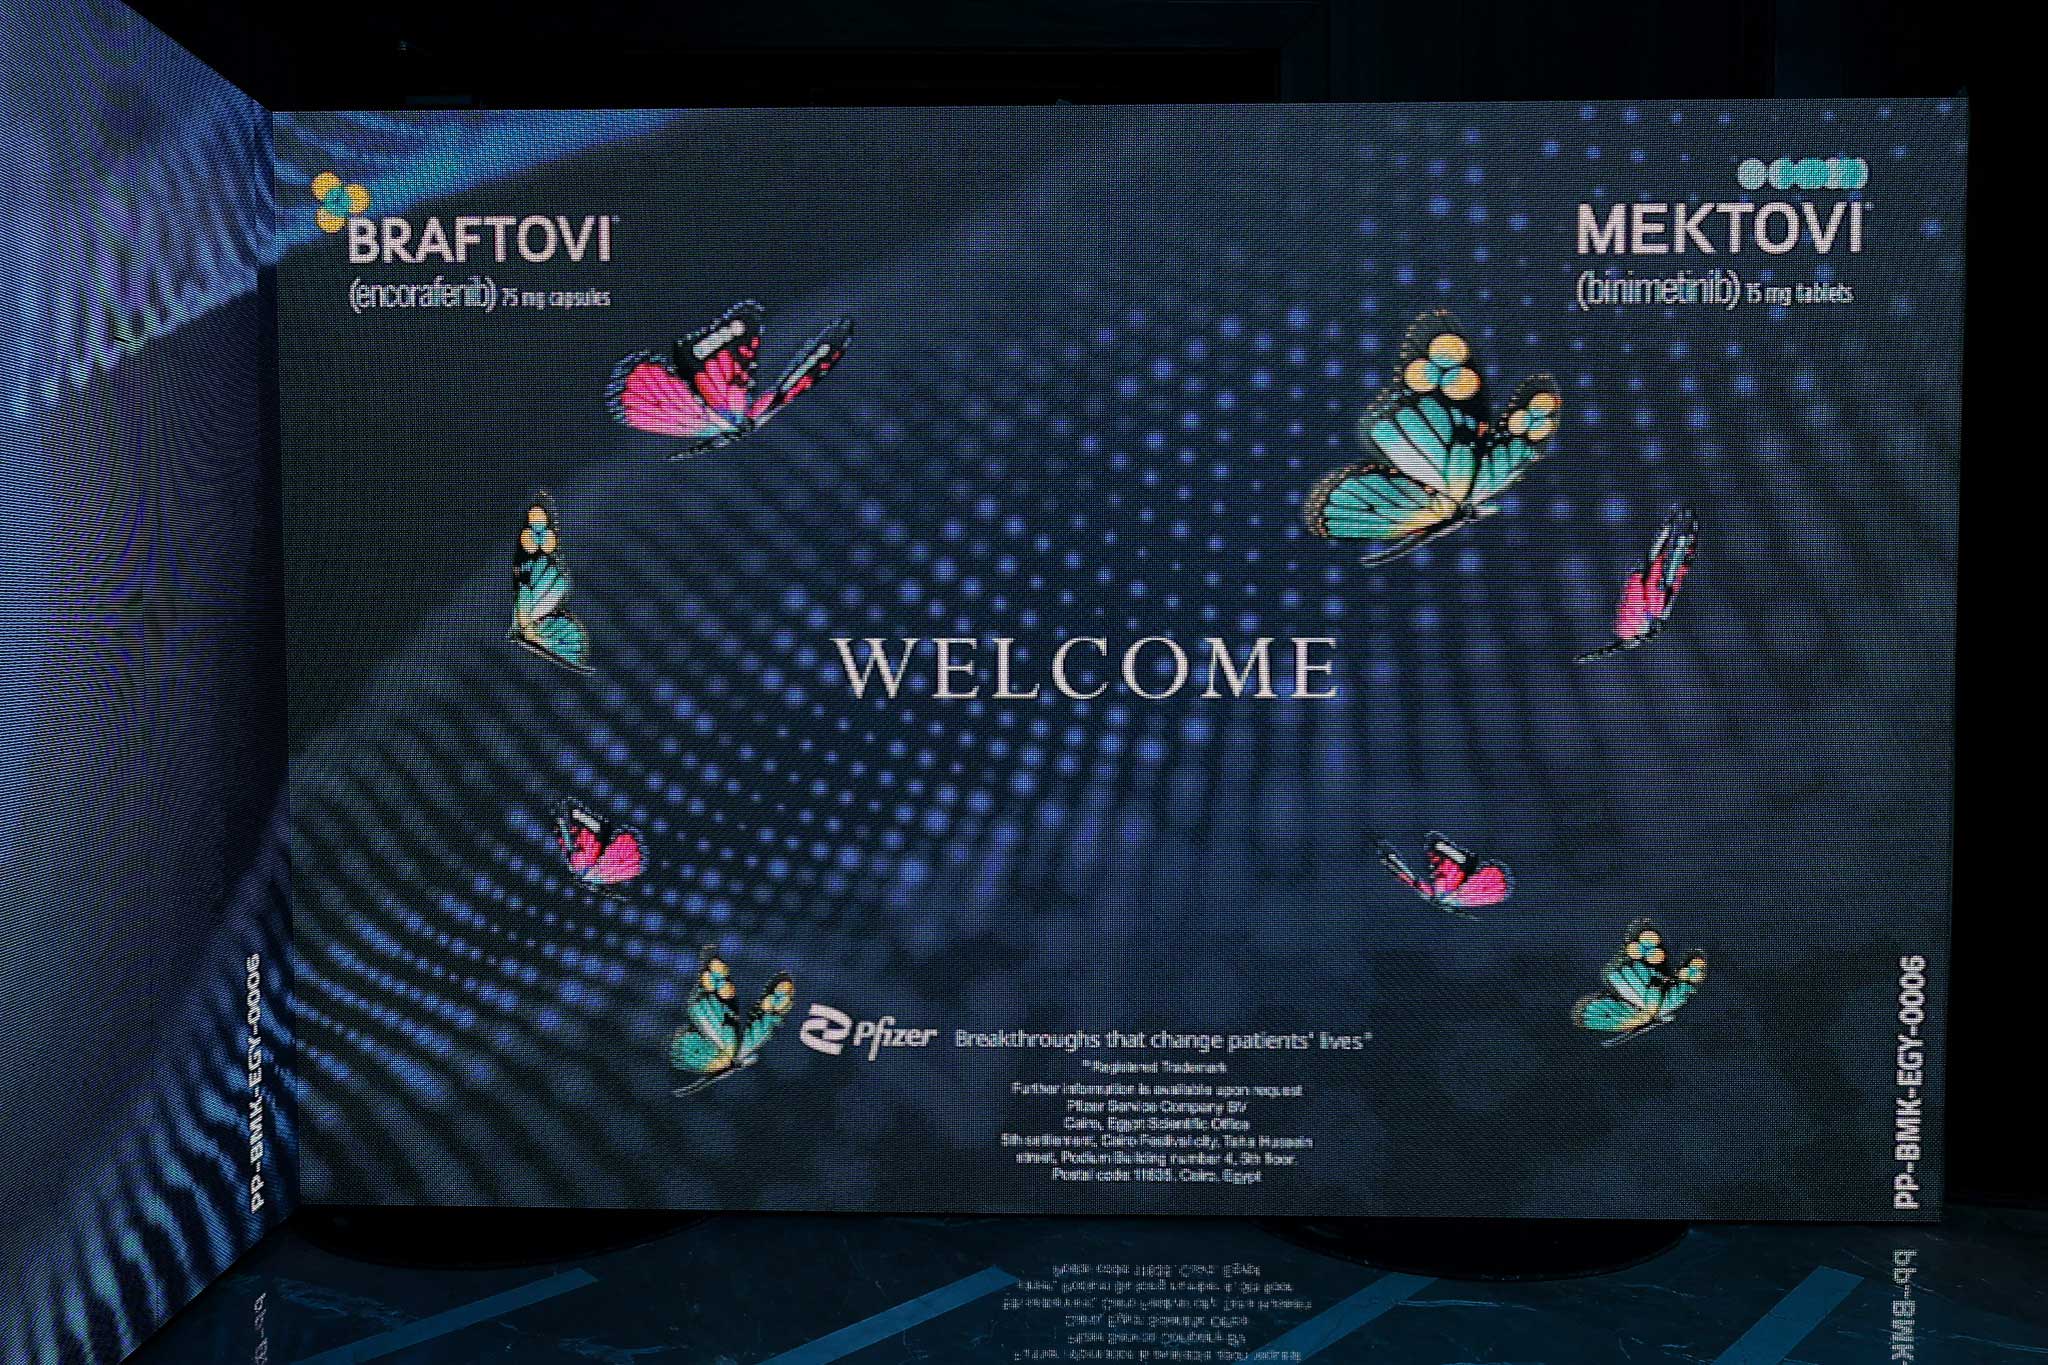 BRAFTOVI®
(encorafenib) 75 mg capsules
MEKTOVI®
(binimetinib) 15 mg tablets
WELCOME
Pfizer Breakthroughs that change patients' lives®
®Registered Trademark
Further information is available upon request
Pfizer Service Company BV
Cairo, Egypt Scientific Office
5th settlement, Cairo Festival city, Taha Hussein
street, Podium Building number 4, 5th floor.
Postal code 11835, Cairo, Egypt
PP-BMK-EGY-0006
PP-BMK-EGY-0006